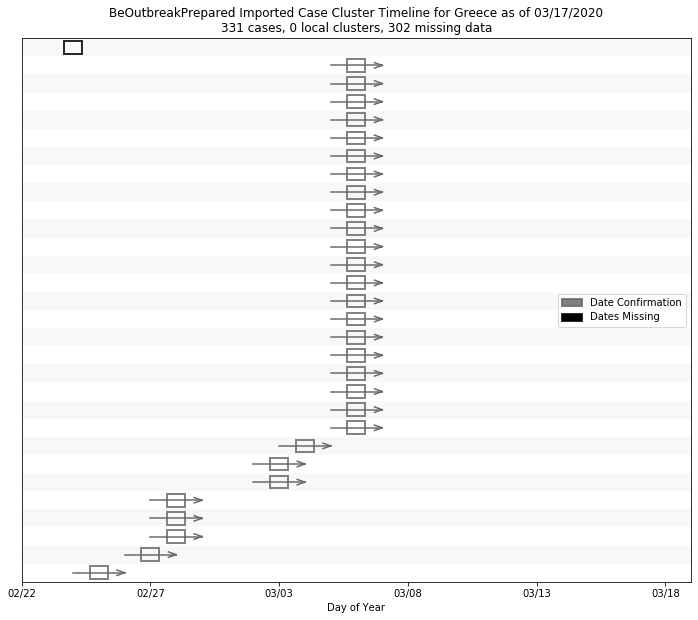 BeOutbreakPrepared Imported Case Cluster Timeline for Greece as of 03/17/2020
331 cases, 0 local clusters, 302 missing data
Date Confirmation
Dates Missing
02/22
02/27
03/03
03/08
03/13
03/18
Day of Year